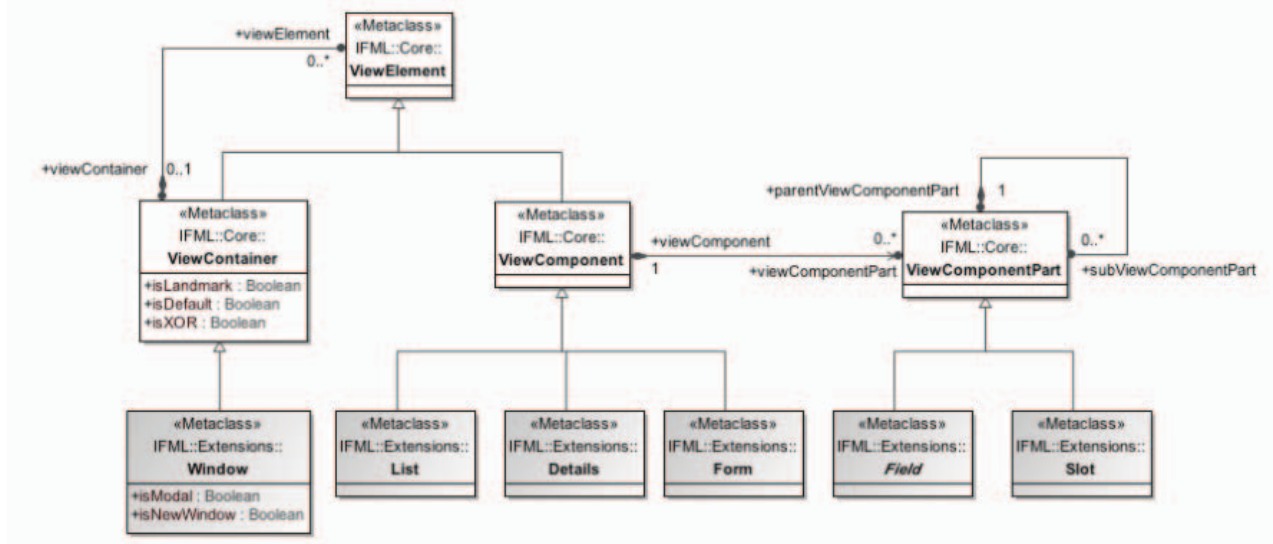 «Metaclass»
IFML::Core::
ViewElement
+viewElement
0..*
+viewContainer
0..1
«Metaclass»
IFML::Core::
ViewContainer
+isLandmark : Boolean
+isDefault : Boolean
+isXOR : Boolean
«Metaclass»
IFML::Core::
ViewComponent
+viewComponent
1
0..*
+viewComponentPart
+parentViewComponentPart
1
«Metaclass»
IFML::Core::
ViewComponentPart
0..*
+subViewComponentPart
«Metaclass»
IFML::Extensions::
Window
+isModal : Boolean
+isNewWindow : Boolean
«Metaclass»
IFML::Extensions::
List
«Metaclass»
IFML::Extensions::
Details
«Metaclass»
IFML::Extensions::
Form
«Metaclass»
IFML::Extensions::
Field
«Metaclass»
IFML::Extensions::
Slot